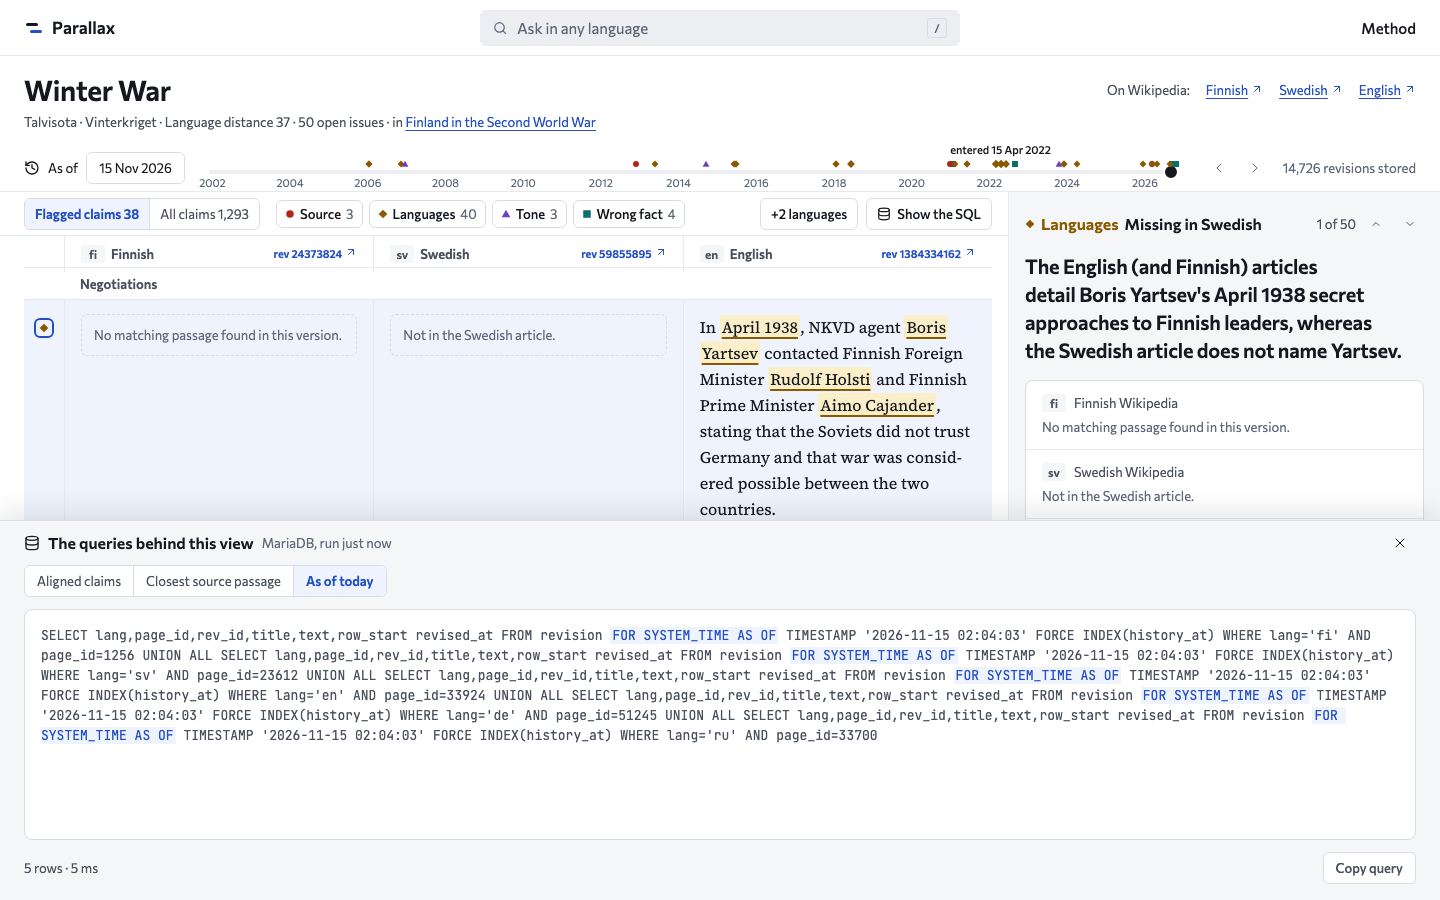 Parallax
Ask in any language
/
Method
Winter War
On Wikipedia: Finnish Swedish English
Talvisota · Vinterkriget · Language distance 37 · 50 open issues · in Finland in the Second World War
entered 15 Apr 2022
As of 15 Nov 2026
2002 2004 2006 2008 2010 2012 2014 2016 2018 2020 2022 2024 2026
14,726 revisions stored
Flagged claims 38 All claims 1,293 Source 3 Languages 40 Tone 3 Wrong fact 4 +2 languages Show the SQL
fi Finnish rev 24373824
sv Swedish rev 59855895
en English rev 1384334162
Negotiations
No matching passage found in this version.
Not in the Swedish article.
In April 1938, NKVD agent Boris
Yartsev contacted Finnish Foreign
Minister Rudolf Holsti and Finnish
Prime Minister Aimo Cajander,
stating that the Soviets did not trust
Germany and that war was consid-
ered possible between the two
countries.
Languages Missing in Swedish 1 of 50
The English (and Finnish) articles
detail Boris Yartsev's April 1938 secret
approaches to Finnish leaders, whereas
the Swedish article does not name Yartsev.
fi Finnish Wikipedia
No matching passage found in this version.
sv Swedish Wikipedia
Not in the Swedish article.
The queries behind this view MariaDB, run just now
Aligned claims Closest source passage As of today
SELECT lang,page_id,rev_id,title,text,row_start revised_at FROM revision FOR SYSTEM_TIME AS OF TIMESTAMP '2026-11-15 02:04:03' FORCE INDEX(history_at) WHERE lang='fi' AND
page_id=1256 UNION ALL SELECT lang,page_id,rev_id,title,text,row_start revised_at FROM revision FOR SYSTEM_TIME AS OF TIMESTAMP '2026-11-15 02:04:03' FORCE INDEX(history_at)
WHERE lang='sv' AND page_id=23612 UNION ALL SELECT lang,page_id,rev_id,title,text,row_start revised_at FROM revision FOR SYSTEM_TIME AS OF TIMESTAMP '2026-11-15 02:04:03'
FORCE INDEX(history_at) WHERE lang='en' AND page_id=33924 UNION ALL SELECT lang,page_id,rev_id,title,text,row_start revised_at FROM revision FOR SYSTEM_TIME AS OF TIMESTAMP
'2026-11-15 02:04:03' FORCE INDEX(history_at) WHERE lang='de' AND page_id=51245 UNION ALL SELECT lang,page_id,rev_id,title,text,row_start revised_at FROM revision FOR
SYSTEM_TIME AS OF TIMESTAMP '2026-11-15 02:04:03' FORCE INDEX(history_at) WHERE lang='ru' AND page_id=33700
5 rows · 5 ms
Copy query